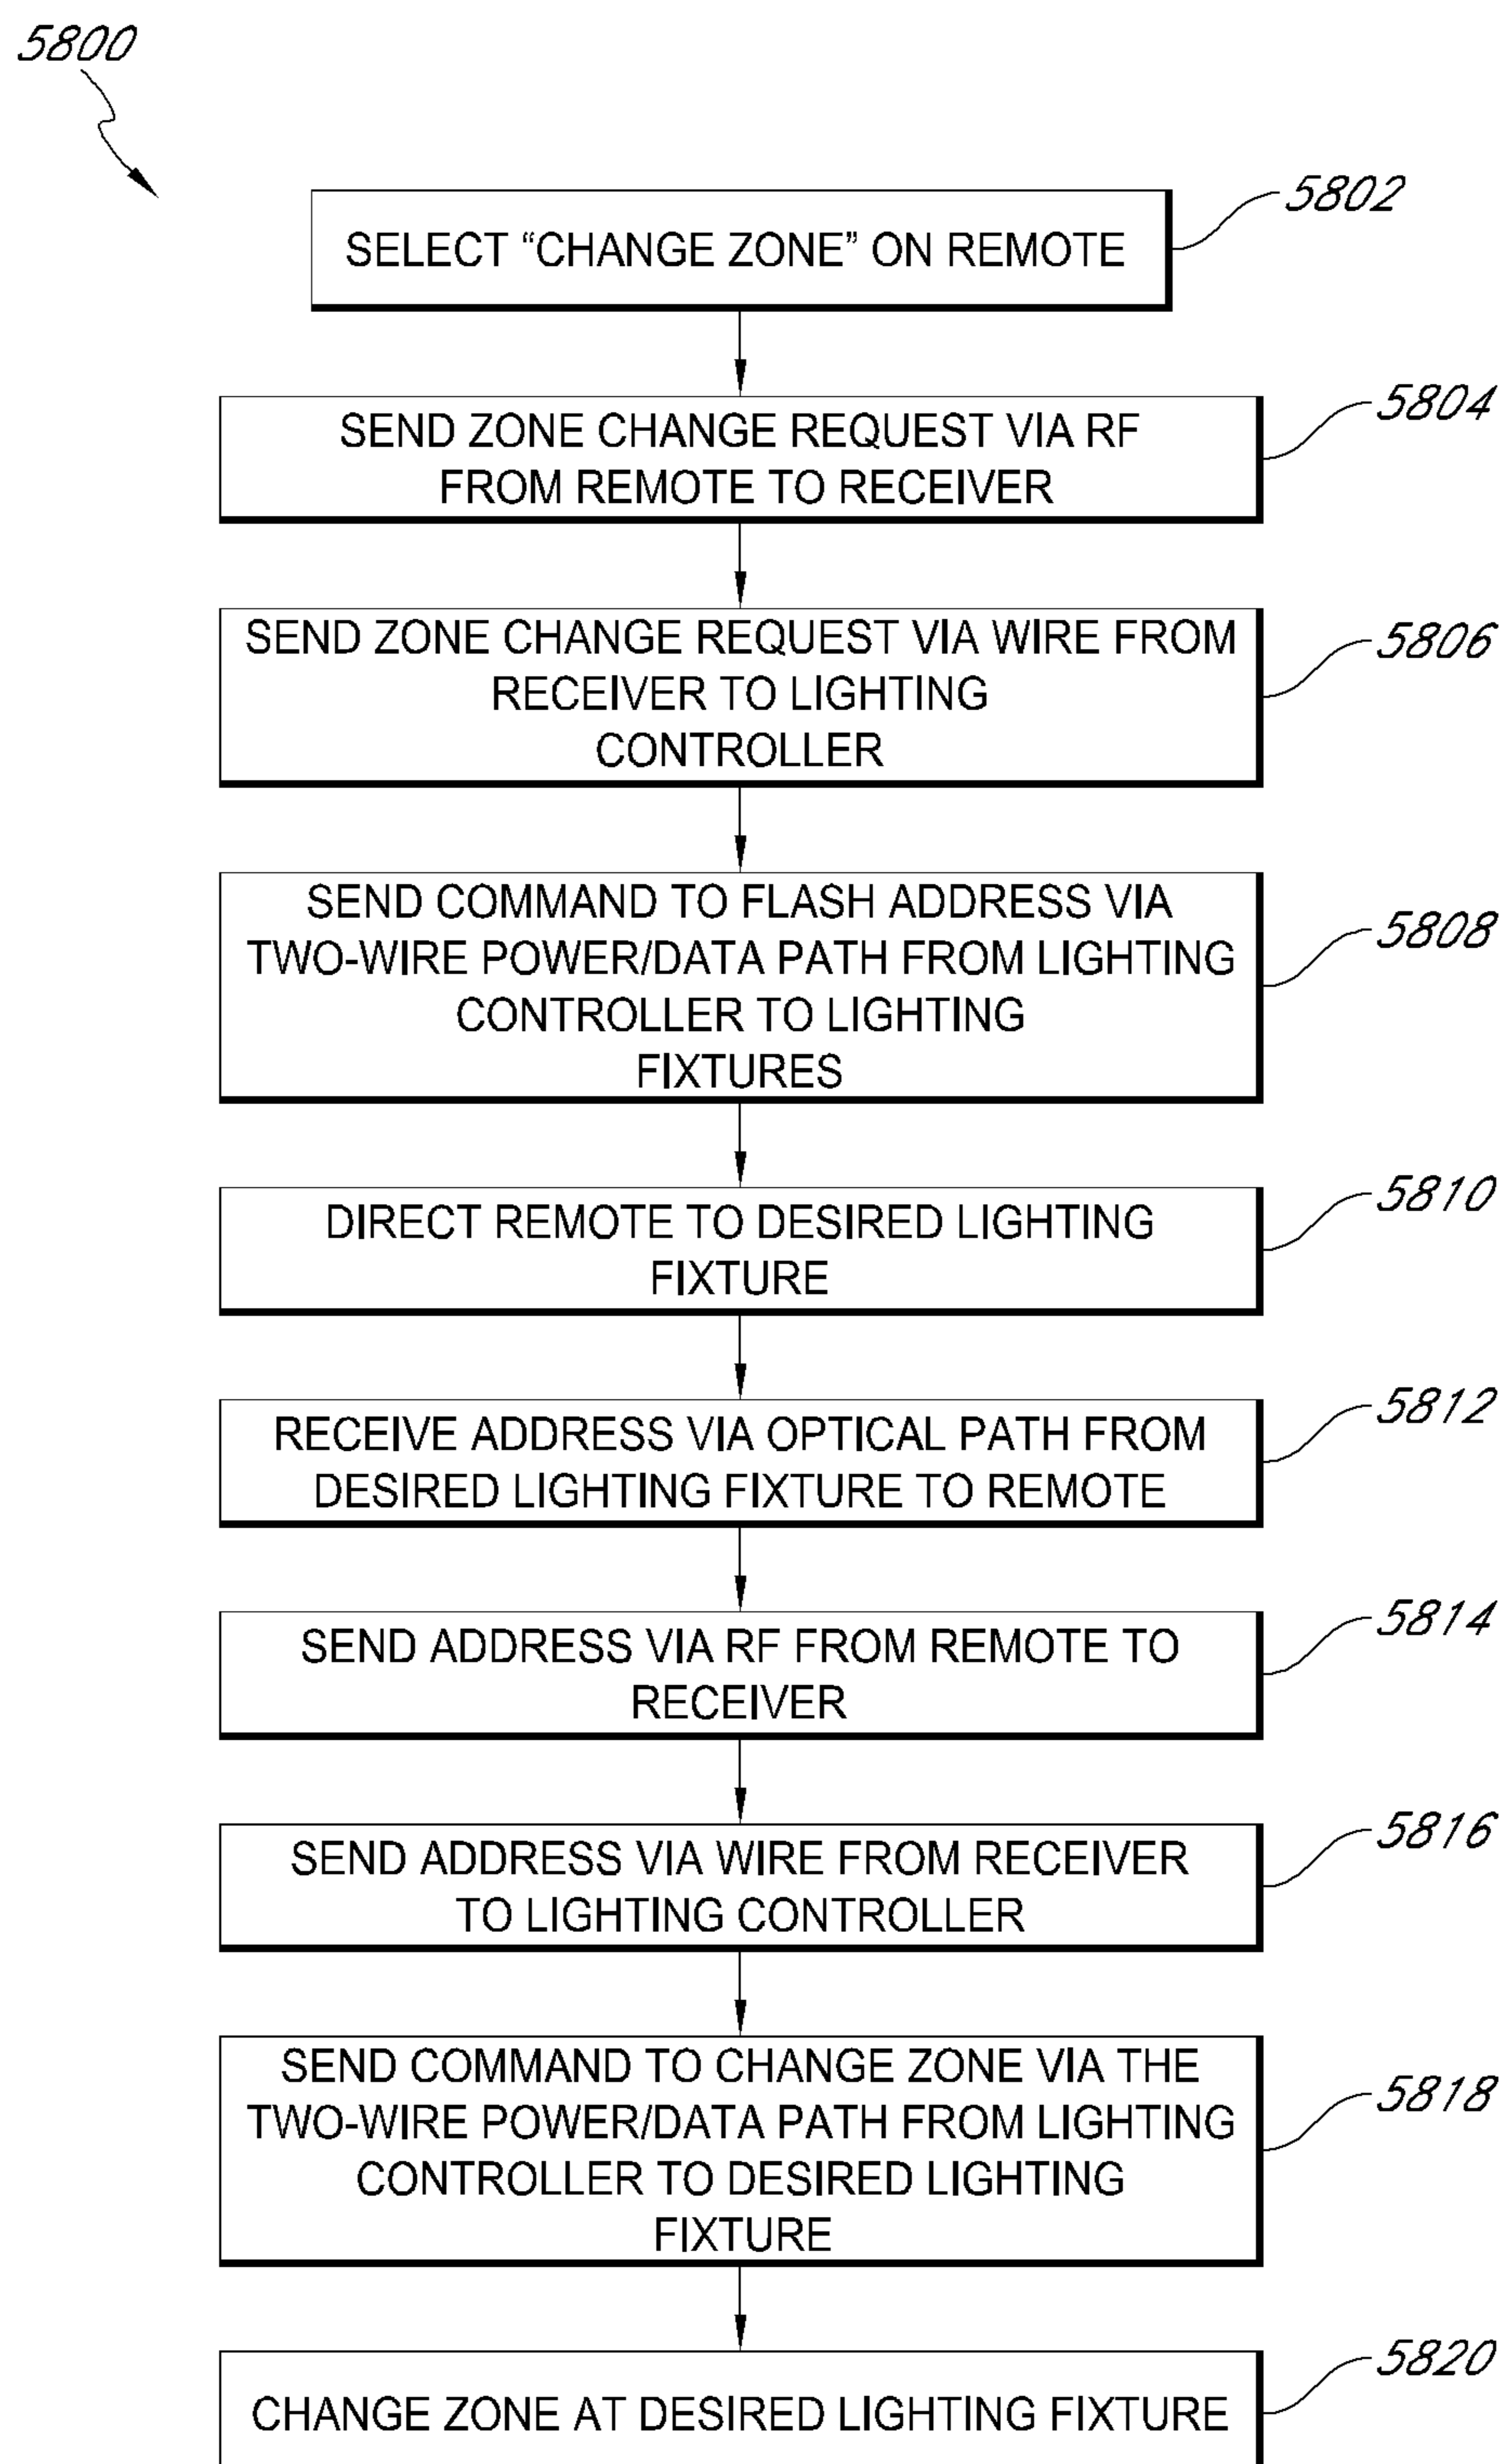 5800
SELECT “CHANGE ZONE” ON REMOTE
5802
SEND ZONE CHANGE REQUEST VIA RF
FROM REMOTE TO RECEIVER
5804
SEND ZONE CHANGE REQUEST VIA WIRE FROM
RECEIVER TO LIGHTING
CONTROLLER
5806
SEND COMMAND TO FLASH ADDRESS VIA
TWO-WIRE POWER/DATA PATH FROM LIGHTING
CONTROLLER TO LIGHTING
FIXTURES
5808
DIRECT REMOTE TO DESIRED LIGHTING
FIXTURE
5810
RECEIVE ADDRESS VIA OPTICAL PATH FROM
DESIRED LIGHTING FIXTURE TO REMOTE
5812
SEND ADDRESS VIA RF FROM REMOTE TO
RECEIVER
5814
SEND ADDRESS VIA WIRE FROM RECEIVER
TO LIGHTING CONTROLLER
5816
SEND COMMAND TO CHANGE ZONE VIA THE
TWO-WIRE POWER/DATA PATH FROM LIGHTING
CONTROLLER TO DESIRED LIGHTING
FIXTURE
5818
CHANGE ZONE AT DESIRED LIGHTING FIXTURE
5820